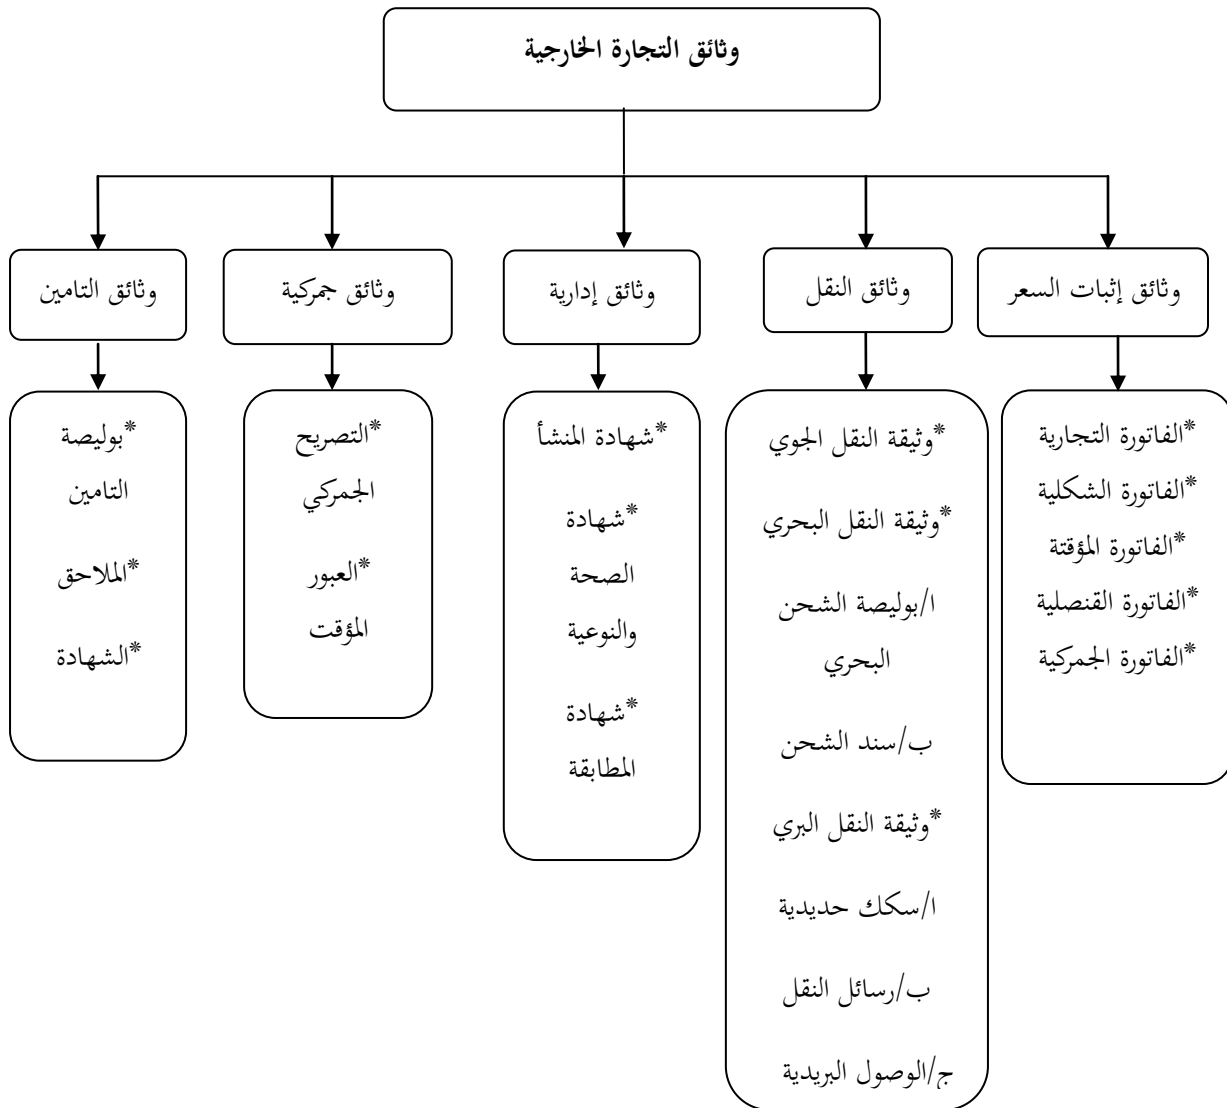 وثائق التجارة الخارجية
وثائق إثبات السعر
وثائق النقل
وثائق إدارية
وثائق جمركية
وثائق التامين
*الفاتورة التجارية
*الفاتورة الشكلية
*الفاتورة المؤقتة
*الفاتورة القنصلية
*الفاتورة الجمركية
*وثيقة النقل الجوي
*وثيقة النقل البحري
ا/بوليصة الشحن
البحري
ب/سند الشحن
*وثيقة النقل البري
ا/سكك حديدية
ب/رسائل النقل
ج/الوصول البريدية
*شهادة المنشأ
*شهادة
الصحة
والنوعية
*شهادة
المطابقة
*التصريح
الجمركي
*العبور
المؤقت
*بوليصة
التامين
*الملاحق
*الشهادة